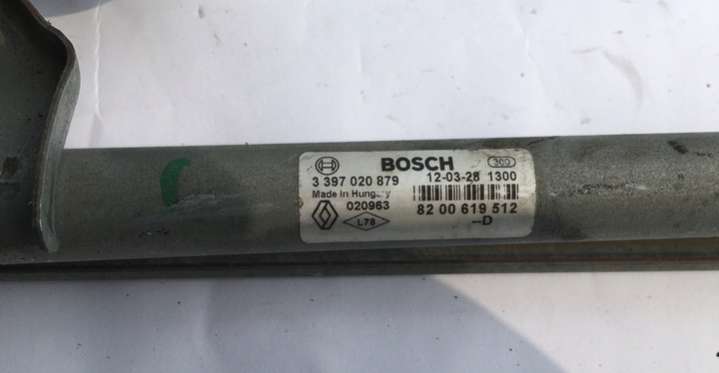 BOSCH 300
3 397 020 879 12-03-28 1300
Made in Hungary
020963 82 00 619 512
L78 --D